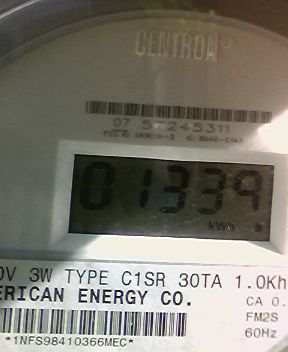 CENTRON®
07 57245311
01339
kWh
0V 3W TYPE C1SR 30TA 1.0Kh
ERICAN ENERGY CO.
CA 0.
FM2S
*1NFS98410366MEC*
60Hz